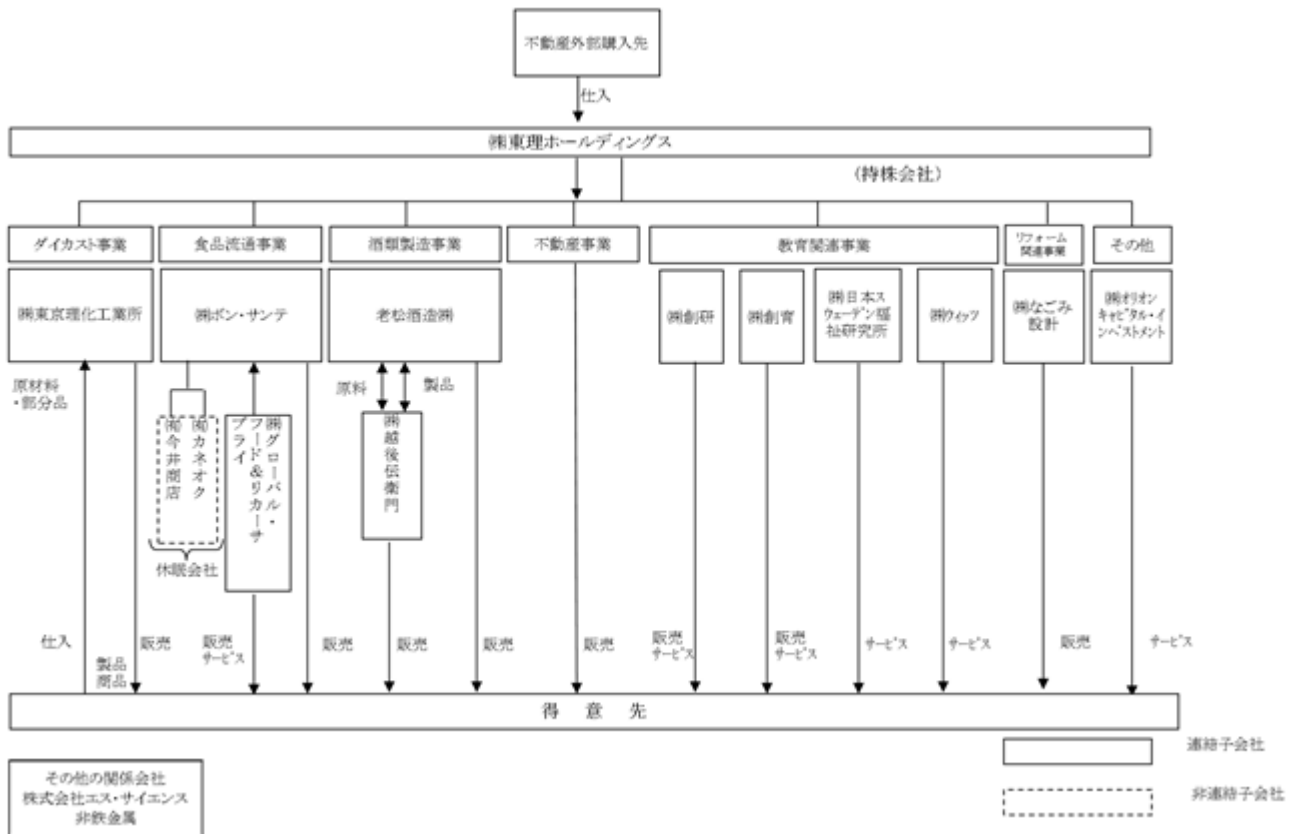 不動産外部購入先
仕入
㈱東理ホールディングス
(持株会社)
ダイカスト事業
食品流通事業
酒類製造事業
不動産事業
教育関連事業
リフォーム
関連事業
その他
㈱東京理化工業所
㈱ボン・サンテ
老松酒造㈱
㈱創研
㈱創育
㈱日本ス
ウェーデン福
祉研究所
㈱ウィッツ
㈱なごみ
設計
㈱オリオン
キャピタル・イ
ンベストメント
原材料
・部分品
原料
製品
㈲カネオク
㈲今井商店
㈱グローバル・
フード&リカーサ
プライ
㈱越後伝衛門
休眠会社
仕入
製品
商品
販売
販売
サービス
販売
販売
販売
販売
販売
サービス
販売
サービス
サービス
サービス
販売
サービス
得意先
連結子会社
非連結子会社
その他の関係会社
株式会社エス・サイエンス
非鉄金属